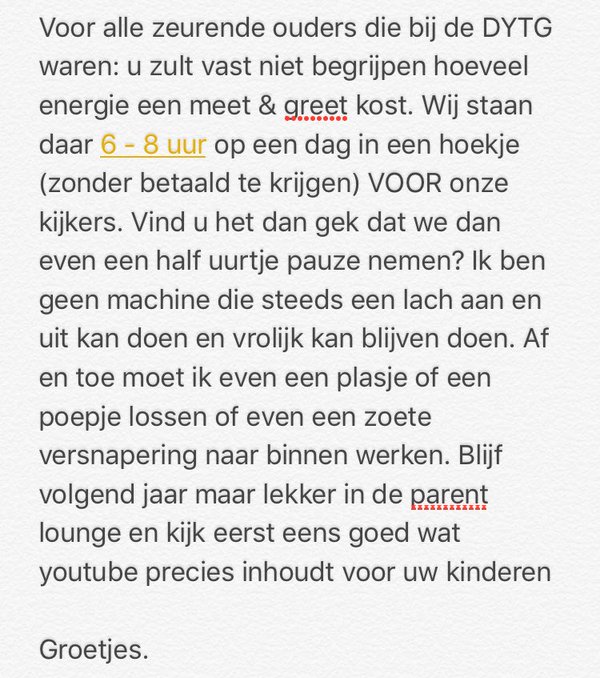 Voor alle zeurende ouders die bij de DYTG
waren: u zult vast niet begrijpen hoeveel
energie een meet & greet kost. Wij staan
daar 6 - 8 uur op een dag in een hoekje
(zonder betaald te krijgen) VOOR onze
kijkers. Vind u het dan gek dat we dan
even een half uurtje pauze nemen? Ik ben
geen machine die steeds een lach aan en
uit kan doen en vrolijk kan blijven doen. Af
en toe moet ik even een plasje of een
poepje lossen of even een zoete
versnapering naar binnen werken. Blijf
volgend jaar maar lekker in de parent
lounge en kijk eerst eens goed wat
youtube precies inhoudt voor uw kinderen
Groetjes.